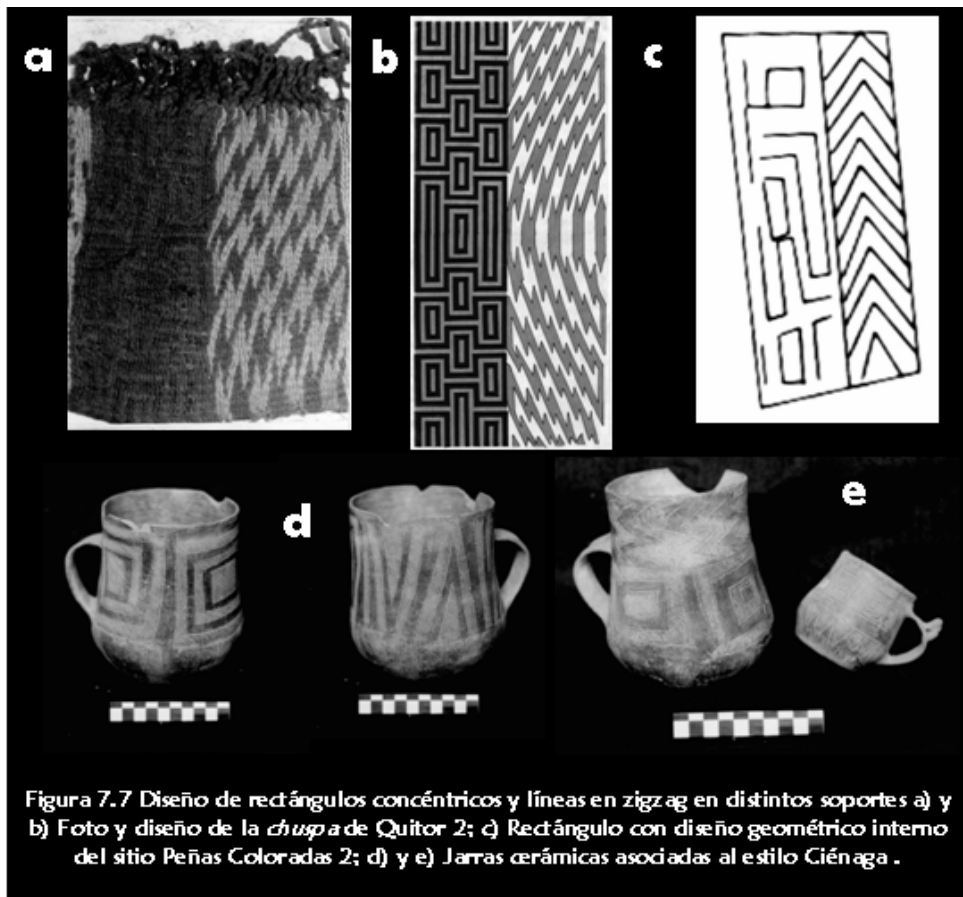 a
b
c
d
e
Figura 7.7 Diseño de rectángulos concéntricos y líneas en zigzag en distintos soportes a) y
b) Foto y diseño de la chuspa de Quitor 2; c) Rectángulo con diseño geométrico interno
del sitio Peñas Coloradas 2; d) y e) Jarras cerámicas asociadas al estilo Ciénaga .